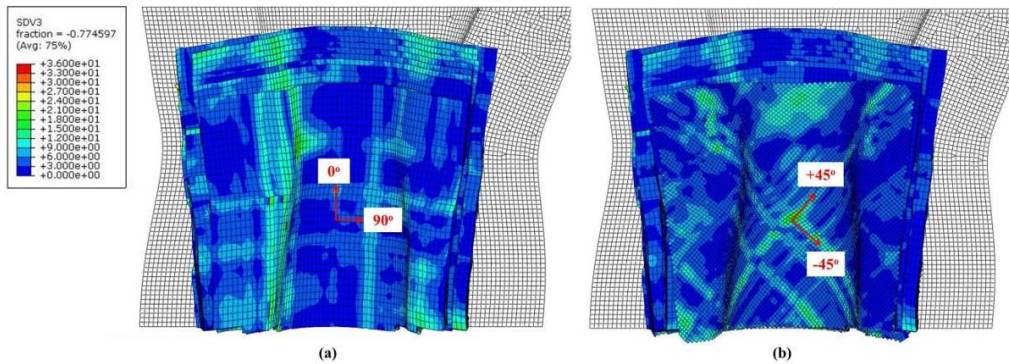 SDV3
fraction = -0.774597
(Avg: 75%)
+3.600e+01
+3.300e+01
+3.000e+01
+2.700e+01
+2.400e+01
+2.100e+01
+1.800e+01
+1.500e+01
+1.200e+01
+9.000e+00
+6.000e+00
+3.000e+00
+0.000e+00
0°
90°
+45°
-45°
(a)
(b)